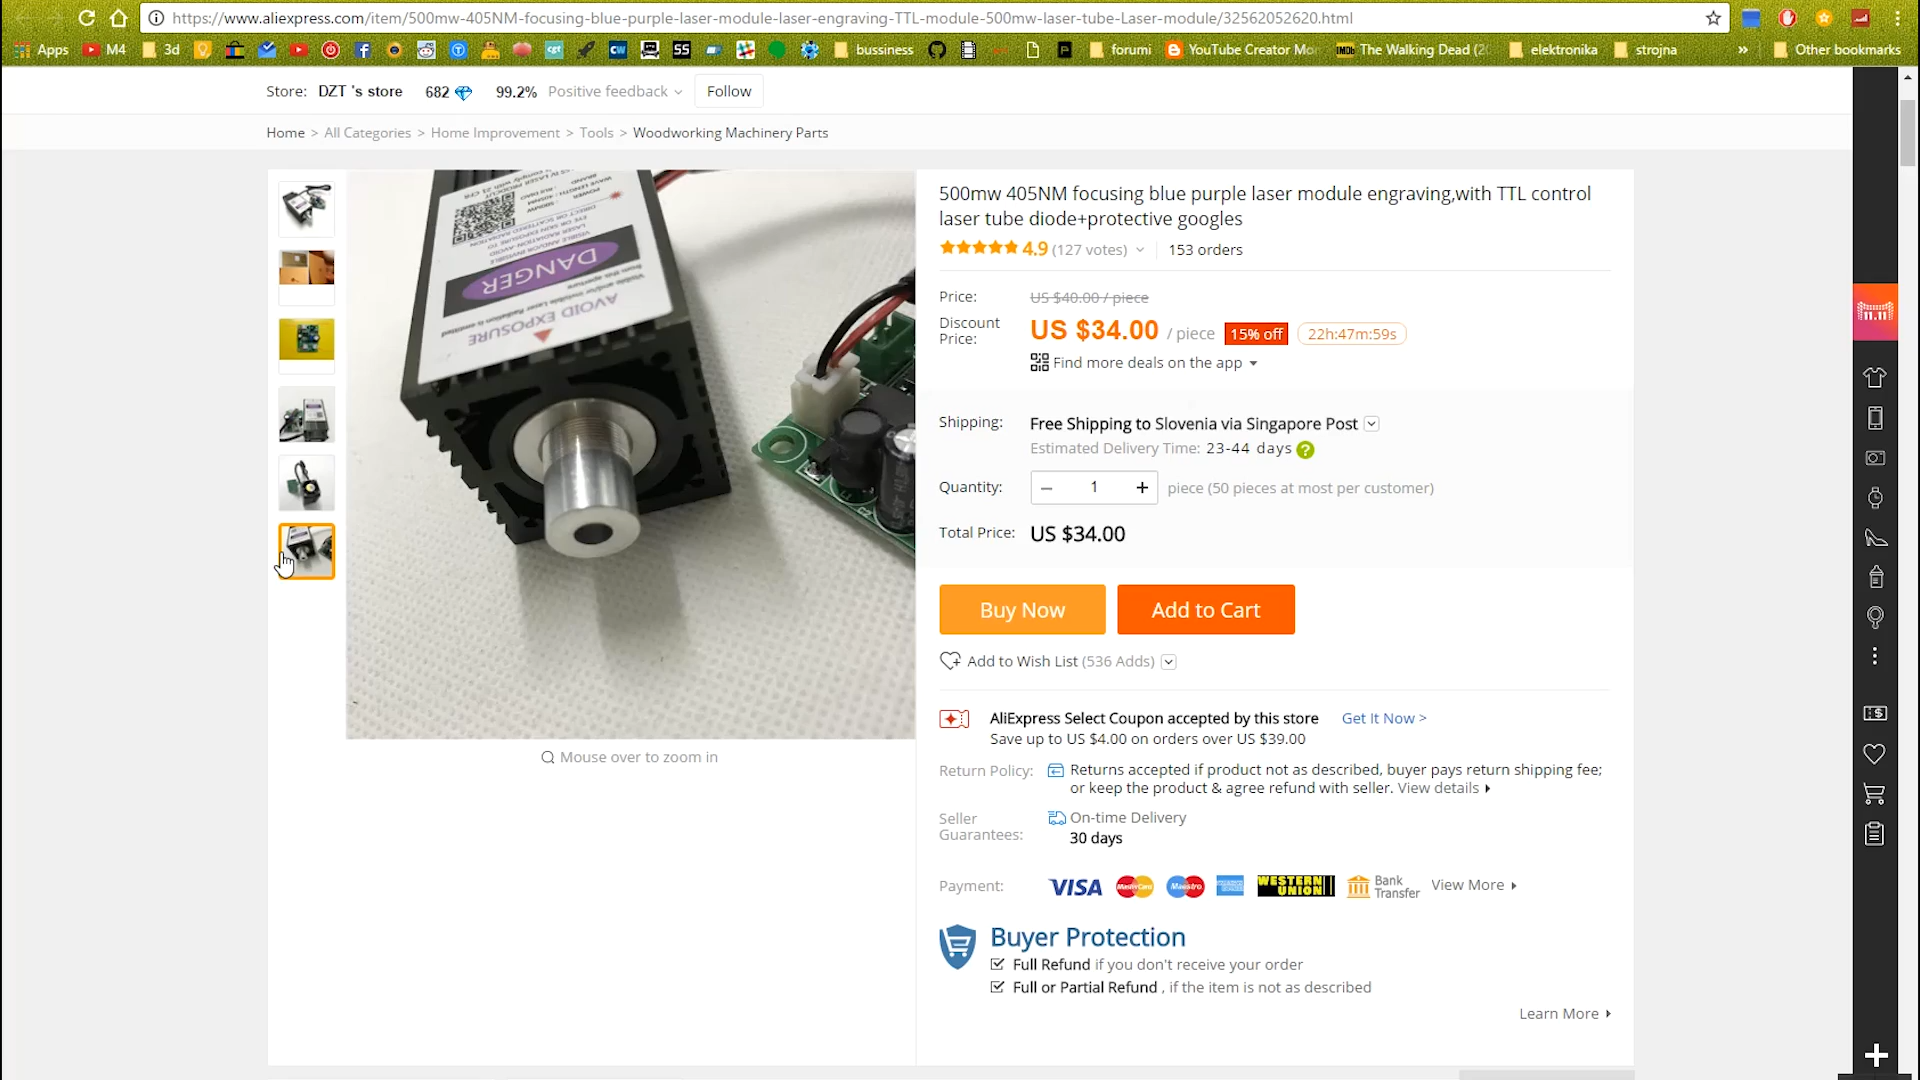 https://www.aliexpress.com/item/500mw-405NM-focusing-blue-purple-laser-module-laser-engraving-TTL-module-500mw-laser-tube-Laser-module/32562052620.html
Apps M4 3d bussiness forumi YouTube Creator Mo The Walking Dead (20 elektronika strojna » Other bookmarks
Store: DZT 's store 682 99.2% Positive feedback Follow
Home > All Categories > Home Improvement > Tools > Woodworking Machinery Parts
DANGER
AVOID EXPOSURE
500mw 405NM focusing blue purple laser module engraving,with TTL control
laser tube diode+protective googles
4.9 (127 votes) 153 orders
Price: US $40.00 / piece
Discount
Price: US $34.00 / piece 15% off 22h:47m:59s
Find more deals on the app
11.11
Shipping: Free Shipping to Slovenia via Singapore Post
Estimated Delivery Time: 23-44 days ?
Quantity: − 1 + piece (50 pieces at most per customer)
Total Price: US $34.00
Buy Now Add to Cart
Add to Wish List (536 Adds)
AliExpress Select Coupon accepted by this store Get It Now >
Save up to US $4.00 on orders over US $39.00
Mouse over to zoom in
Return Policy: Returns accepted if product not as described, buyer pays return shipping fee;
or keep the product & agree refund with seller. View details
Seller
Guarantees: On-time Delivery
30 days
Payment: VISA MasterCard Maestro WESTERN UNION Bank Transfer View More
Buyer Protection
Full Refund if you don't receive your order
Full or Partial Refund , if the item is not as described
Learn More